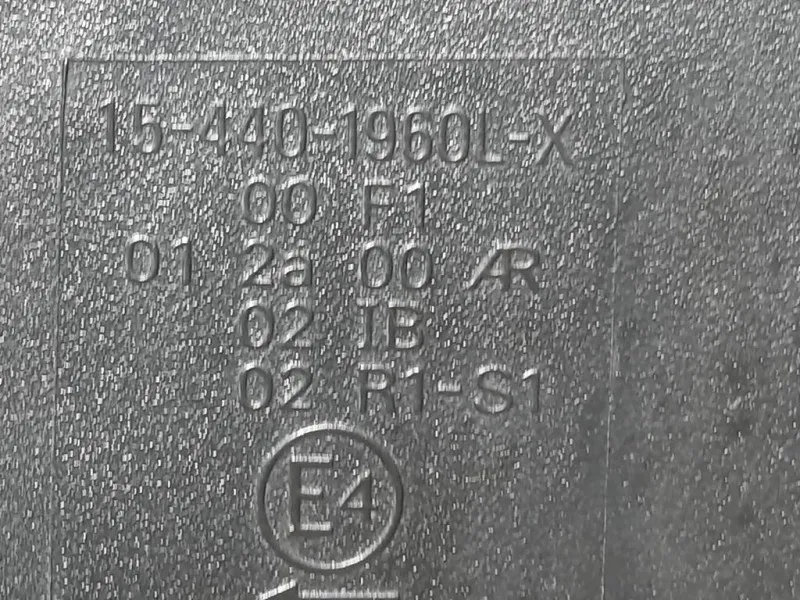 15-440-1960L-X
00 F1
01 2a 00 AR
02 IB
02 R1-S1
E4